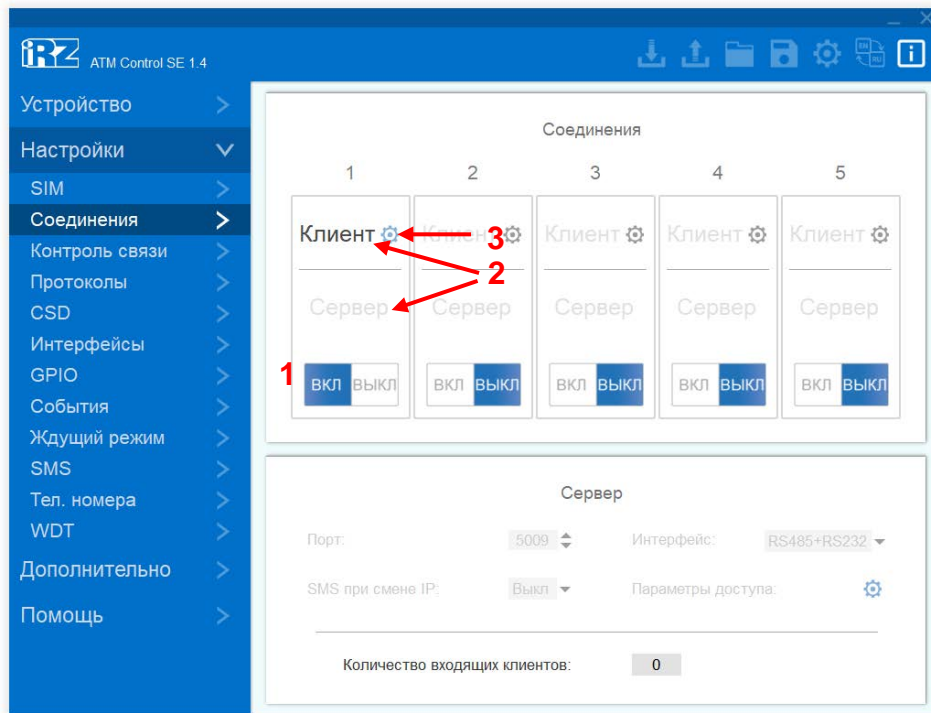 iRZ ATM Control SE 1.4
EN RU
Устройство
Настройки
SIM
Соединения
Контроль связи
Протоколы
CSD
Интерфейсы
GPIO
События
Ждущий режим
SMS
Тел. номера
WDT
Дополнительно
Помощь
Соединения
1 2 3 4 5
Клиент Клиент Клиент Клиент Клиент
3
2
Сервер Сервер Сервер Сервер Сервер
1
ВКЛ ВЫКЛ ВКЛ ВЫКЛ ВКЛ ВЫКЛ ВКЛ ВЫКЛ ВКЛ ВЫКЛ
Сервер
Порт: 5009 Интерфейс: RS485+RS232
SMS при смене IP: Выкл Параметры доступа:
Количество входящих клиентов: 0